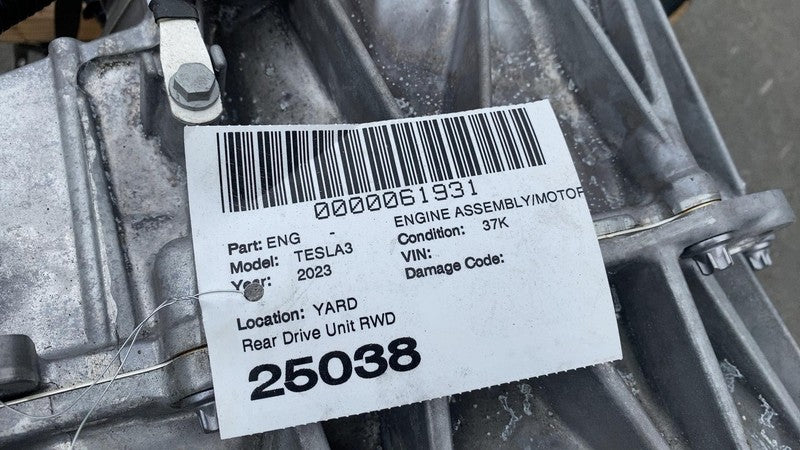 0000061931
Part: ENG - ENGINE ASSEMBLY/MOTOR
Model: TESLA3 Condition: 37K
Year: 2023 VIN:
Damage Code:
Location: YARD
Rear Drive Unit RWD
25038